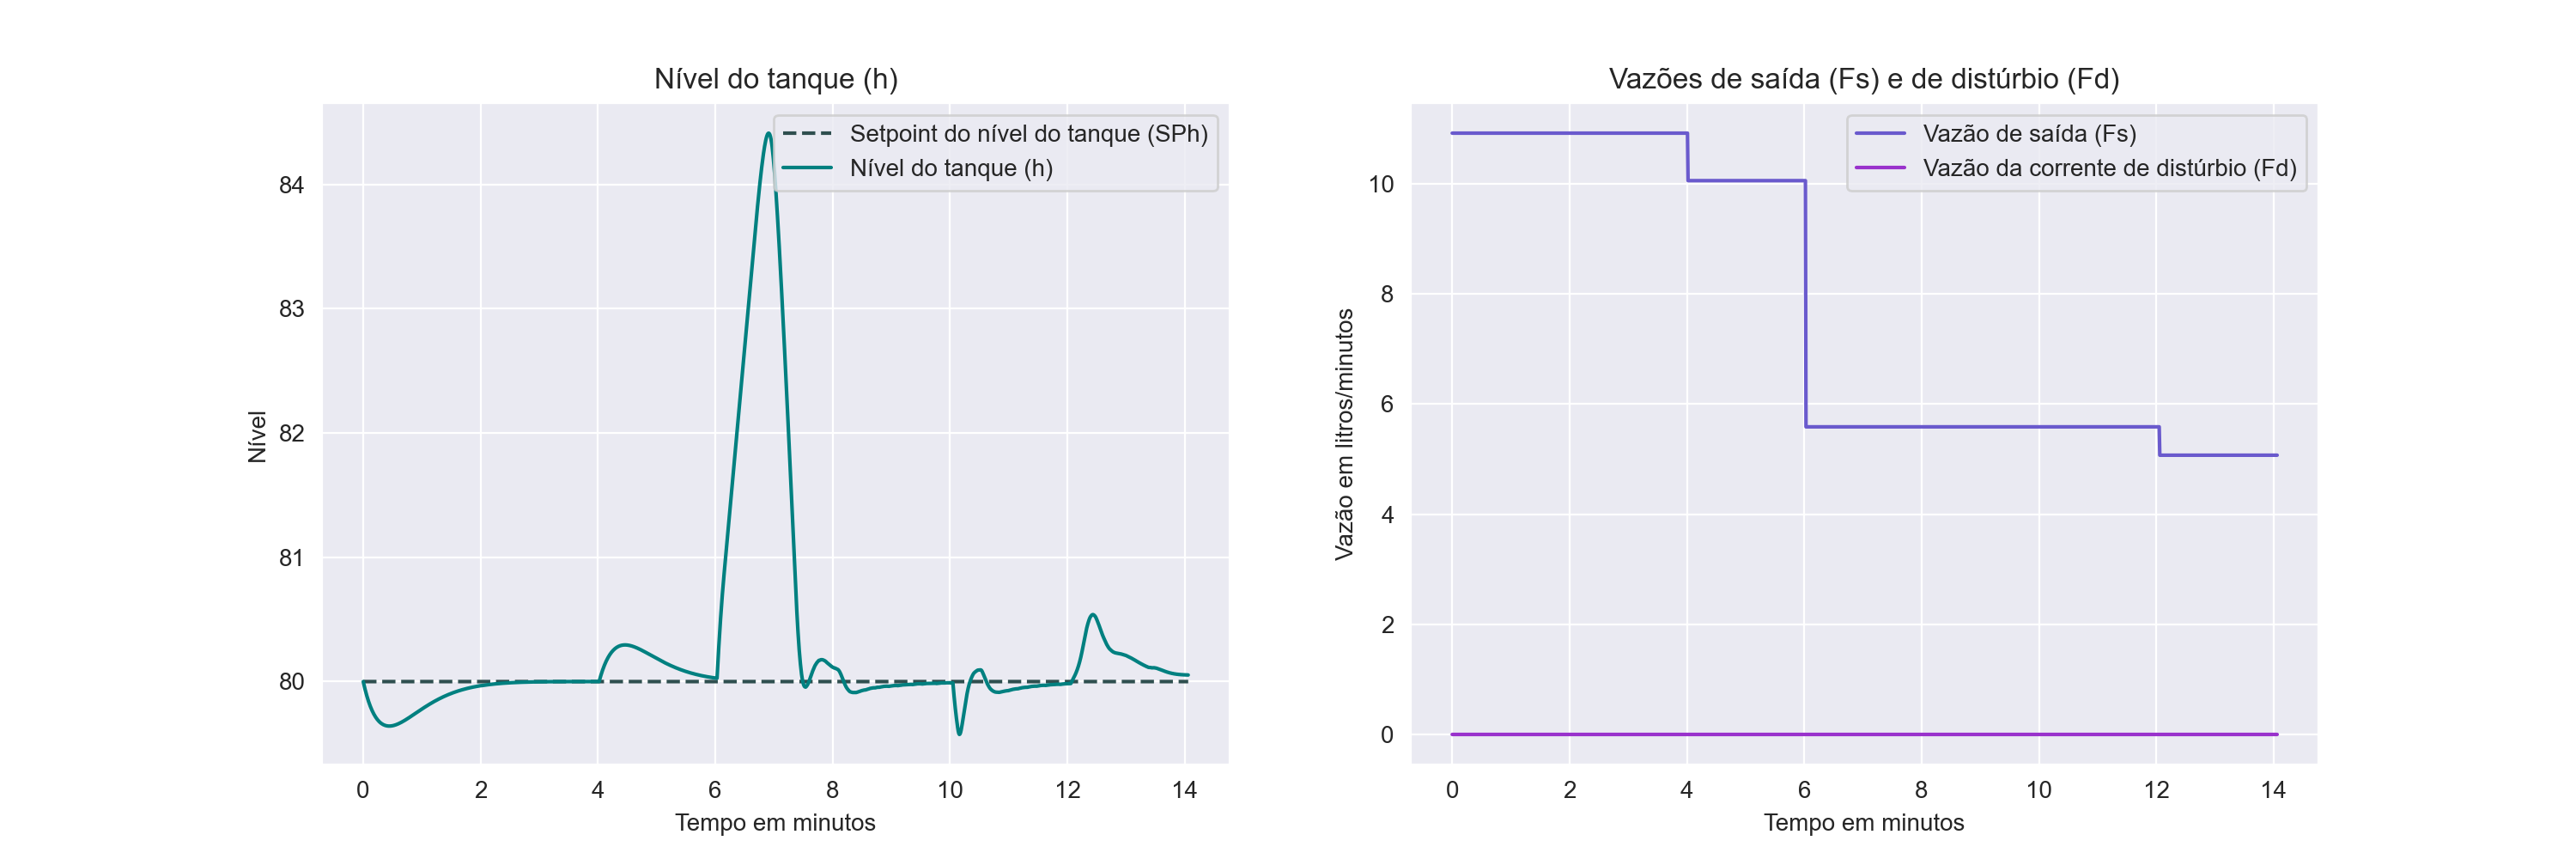 Nível do tanque (h)
Setpoint do nível do tanque (SPh)
Nível do tanque (h)
84
83
82
81
80
Nível
0 2 4 6 8 10 12 14
Tempo em minutos
Vazões de saída (Fs) e de distúrbio (Fd)
Vazão de saída (Fs)
Vazão da corrente de distúrbio (Fd)
10
8
6
4
2
0
Vazão em litros/minutos
0 2 4 6 8 10 12 14
Tempo em minutos